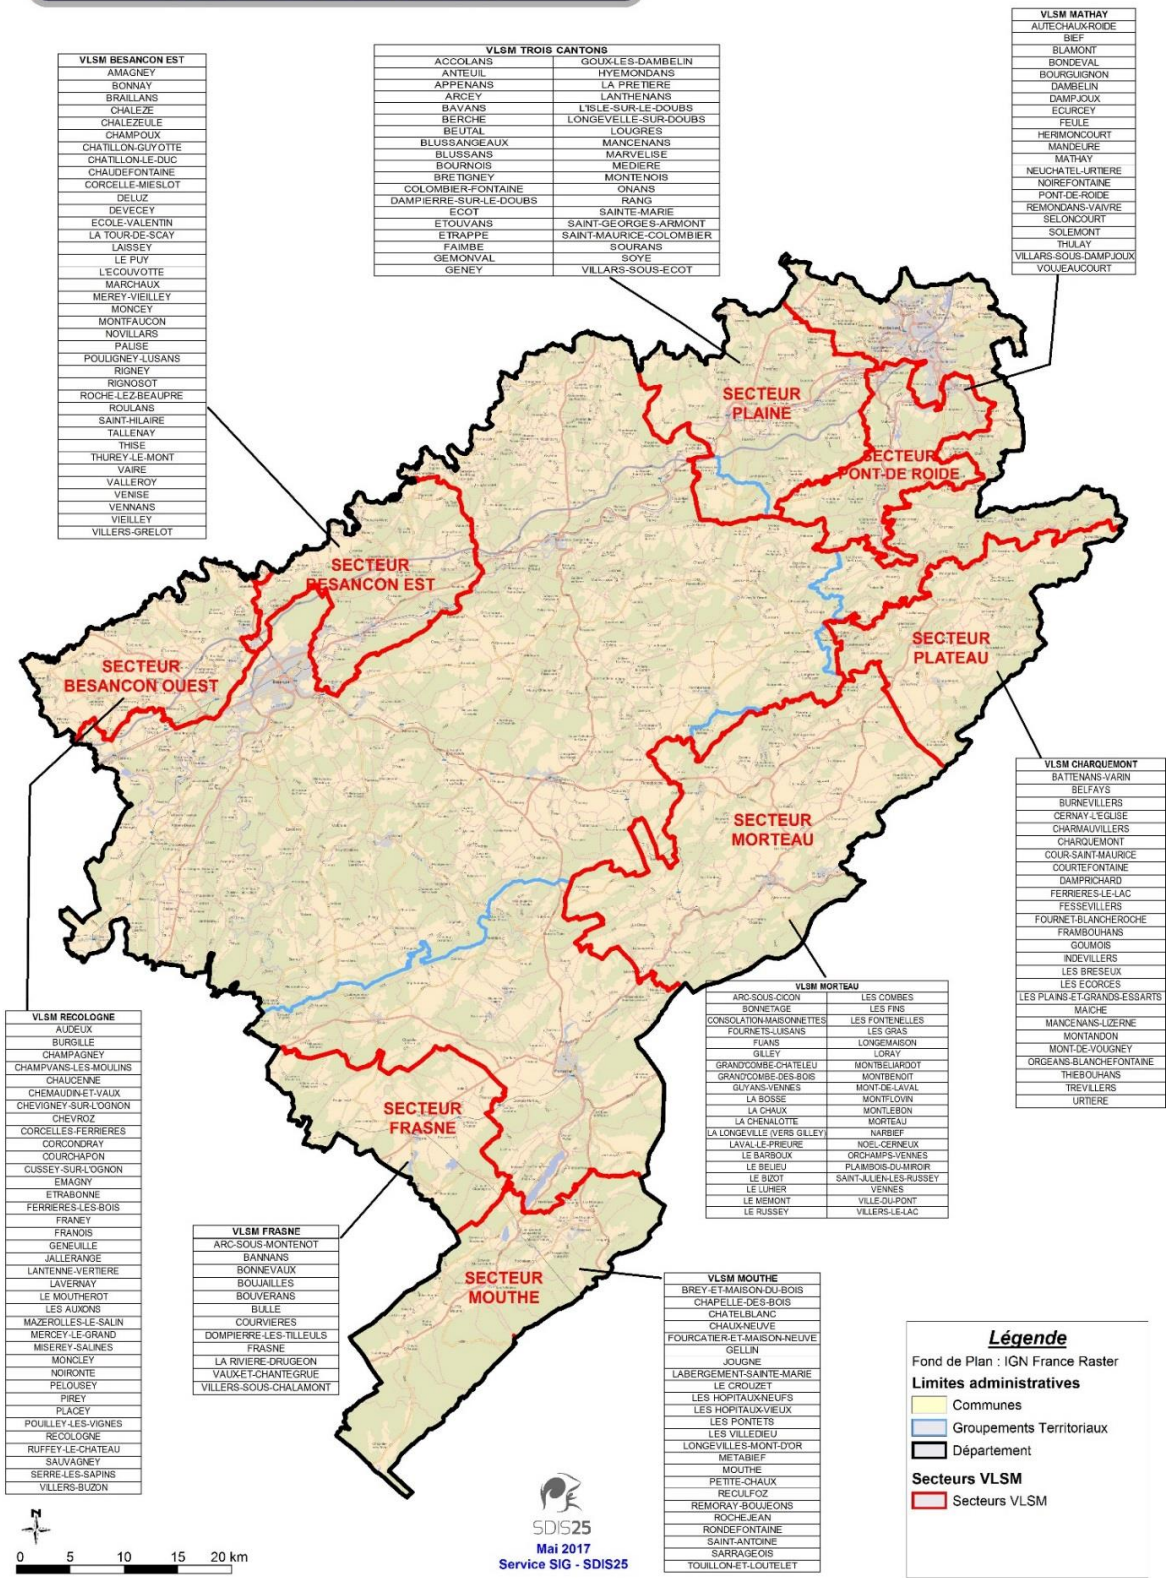 VLSM BESANCON EST
AMAGNEY
BONNAY
BRAILLANS
CHALEZE
CHALEZEULE
CHAMPOUX
CHATILLON-GUYOTTE
CHATILLON-LE-DUC
CHAUDEFONTAINE
CORCELLE-MIESLOT
DELUZ
DEVECEY
ECOLE-VALENTIN
LA TOUR-DE-SCAY
LAISSEY
LE PUY
L'ECOUVOTTE
MARCHAUX
MEREY-VIEILLEY
MONCEY
MONTFAUCON
NOVILLARS
PALISE
POULIGNEY-LUSANS
RIGNEY
RIGNOSOT
ROCHE-LEZ-BEAUPRE
ROULANS
SAINT-HILAIRE
TALLENAY
THISE
THUREY-LE-MONT
VAIRE
VALLEROY
VENISE
VENNANS
VIEILLEY
VILLERS-GRELOT
VLSM TROIS CANTONS
ACCOLANS GOUX-LES-DAMBELIN
ANTEUIL HYEMONDANS
APPENANS LA PRETIERE
ARCEY LANTHENANS
BAVANS L'ISLE-SUR-LE-DOUBS
BERCHE LONGEVELLE-SUR-DOUBS
BEUTAL LOUGRES
BLUSSANGEAUX MANCENANS
BLUSSANS MARVELISE
BOURNOIS MEDIERE
BRETIGNEY MONTENOIS
COLOMBIER-FONTAINE ONANS
DAMPIERRE-SUR-LE-DOUBS RANG
ECOT SAINTE-MARIE
ETOUVANS SAINT-GEORGES-ARMONT
ETRAPPE SAINT-MAURICE-COLOMBIER
FAIMBE SOURANS
GEMONVAL SOYE
GENEY VILLARS-SOUS-ECOT
VLSM MATHAY
AUTECHAUX-ROIDE
BIEF
BLAMONT
BONDEVAL
BOURGUIGNON
DAMBELIN
DAMPJOUX
ECURCEY
FEULE
HERIMONCOURT
MANDEURE
MATHAY
NEUCHATEL-URTIERE
NOIREFONTAINE
PONT-DE-ROIDE
REMONDANS-VAIVRE
SELONCOURT
SOLEMONT
THULAY
VILLARS-SOUS-DAMPJOUX
VOUJEAUCOURT
SECTEUR
PLAINE
SECTEUR
PONT-DE ROIDE
SECTEUR
BESANCON EST
SECTEUR
BESANCON OUEST
SECTEUR
PLATEAU
SECTEUR
MORTEAU
SECTEUR
FRASNE
SECTEUR
MOUTHE
VLSM CHARQUEMONT
BATTENANS-VARIN
BELFAYS
BURNEVILLERS
CERNAY-L'EGLISE
CHARMAUVILLERS
CHARQUEMONT
COUR-SAINT-MAURICE
COURTEFONTAINE
DAMPRICHARD
FERRIERES-LE-LAC
FESSEVILLERS
FOURNET-BLANCHEROCHE
FRAMBOUHANS
GOUMOIS
INDEVILLERS
LES BRESEUX
LES ECORCES
LES PLAINS-ET-GRANDS-ESSARTS
MAICHE
MANCENANS-LIZERNE
MONTANDON
MONT-DE-VOUGNEY
ORGEANS-BLANCHEFONTAINE
THIEBOUHANS
TREVILLERS
URTIERE
VLSM MORTEAU
ARC-SOUS-CICON LES COMBES
BONNETAGE LES FINS
CONSOLATION-MAISONNETTES LES FONTENELLES
FOURNETS-LUISANS LES GRAS
FUANS LONGEMAISON
GILLEY LORAY
GRAND'COMBE-CHATELEU MONTBELIARDOT
GRAND'COMBE-DES-BOIS MONTBENOIT
GUYANS-VENNES MONT-DE-LAVAL
LA BOSSE MONTFLOVIN
LA CHAUX MONTLEBON
LA CHENALOTTE MORTEAU
LA LONGEVILLE (VERS GILLEY) NARBIEF
LAVAL-LE-PRIEURE NOEL-CERNEUX
LE BARBOUX ORCHAMPS-VENNES
LE BELIEU PLAIMBOIS-DU-MIROIR
LE BIZOT SAINT-JULIEN-LES-RUSSEY
LE LUHIER VENNES
LE MEMONT VILLE-DU-PONT
LE RUSSEY VILLERS-LE-LAC
VLSM RECOLOGNE
AUDEUX
BURGILLE
CHAMPAGNEY
CHAMPVANS-LES-MOULINS
CHAUCENNE
CHEMAUDIN-ET-VAUX
CHEVIGNEY-SUR-L'OGNON
CHEVROZ
CORCELLES-FERRIERES
CORCONDRAY
COURCHAPON
CUSSEY-SUR-L'OGNON
EMAGNY
ETRABONNE
FERRIERES-LES-BOIS
FRANEY
FRANOIS
GENEUILLE
JALLERANGE
LANTENNE-VERTIERE
LAVERNAY
LE MOUTHEROT
LES AUXONS
MAZEROLLES-LE-SALIN
MERCEY-LE-GRAND
MISEREY-SALINES
MONCLEY
NOIRONTE
PELOUSEY
PIREY
PLACEY
POUILLEY-LES-VIGNES
RECOLOGNE
RUFFEY-LE-CHATEAU
SAUVAGNEY
SERRE-LES-SAPINS
VILLERS-BUZON
VLSM FRASNE
ARC-SOUS-MONTENOT
BANNANS
BONNEVAUX
BOUJAILLES
BOUVERANS
BULLE
COURVIERES
DOMPIERRE-LES-TILLEULS
FRASNE
LA RIVIERE-DRUGEON
VAUX-ET-CHANTEGRUE
VILLERS-SOUS-CHALAMONT
VLSM MOUTHE
BREY-ET-MAISON-DU-BOIS
CHAPELLE-DES-BOIS
CHATELBLANC
CHAUX-NEUVE
FOURCATIER-ET-MAISON-NEUVE
GELLIN
JOUGNE
LABERGEMENT-SAINTE-MARIE
LE CROUZET
LES HOPITAUX-NEUFS
LES HOPITAUX-VIEUX
LES PONTETS
LES VILLEDIEU
LONGEVILLES-MONT-D'OR
METABIEF
MOUTHE
PETITE-CHAUX
RECULFOZ
REMORAY-BOUJEONS
ROCHEJEAN
RONDEFONTAINE
SAINT-ANTOINE
SARRAGEOIS
TOUILLON-ET-LOUTELET
Légende
Fond de Plan : IGN France Raster
Limites administratives
Communes
Groupements Territoriaux
Département
Secteurs VLSM
Secteurs VLSM
N
0 5 10 15 20 km
SDIS25
Mai 2017
Service SIG - SDIS25